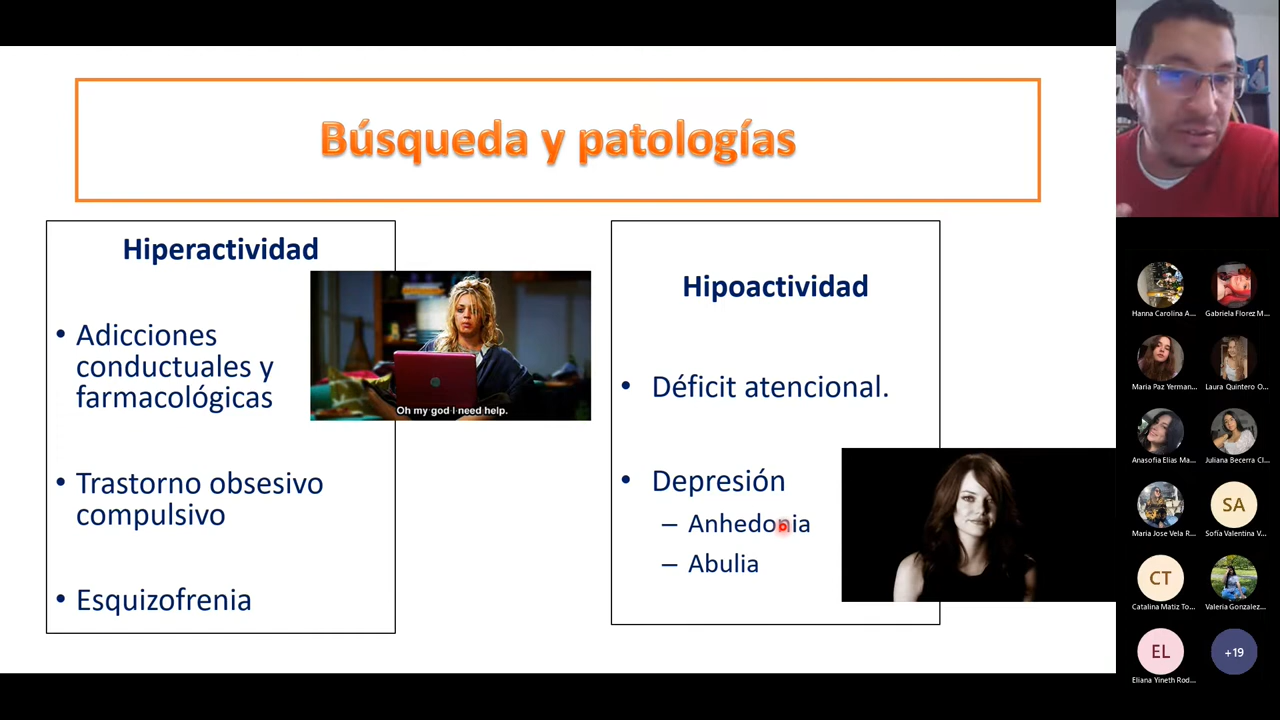 Búsqueda y patologías
Hiperactividad
• Adicciones
conductuales y
farmacológicas
• Trastorno obsesivo
compulsivo
• Esquizofrenia
Oh my god I need help.
Hipoactividad
• Déficit atencional.
• Depresión
– Anhedonia
– Abulia
Hanna Carolina A...
Gabriela Florez M...
Maria Paz Yerman...
Laura Quintero O...
Anasofia Elias Ma...
Juliana Becerra Cl...
Maria Jose Vela R...
SA
Sofía Valentina V...
CT
Catalina Matiz To...
Valeria Gonzalez...
EL
Eliana Yineth Rod...
+19